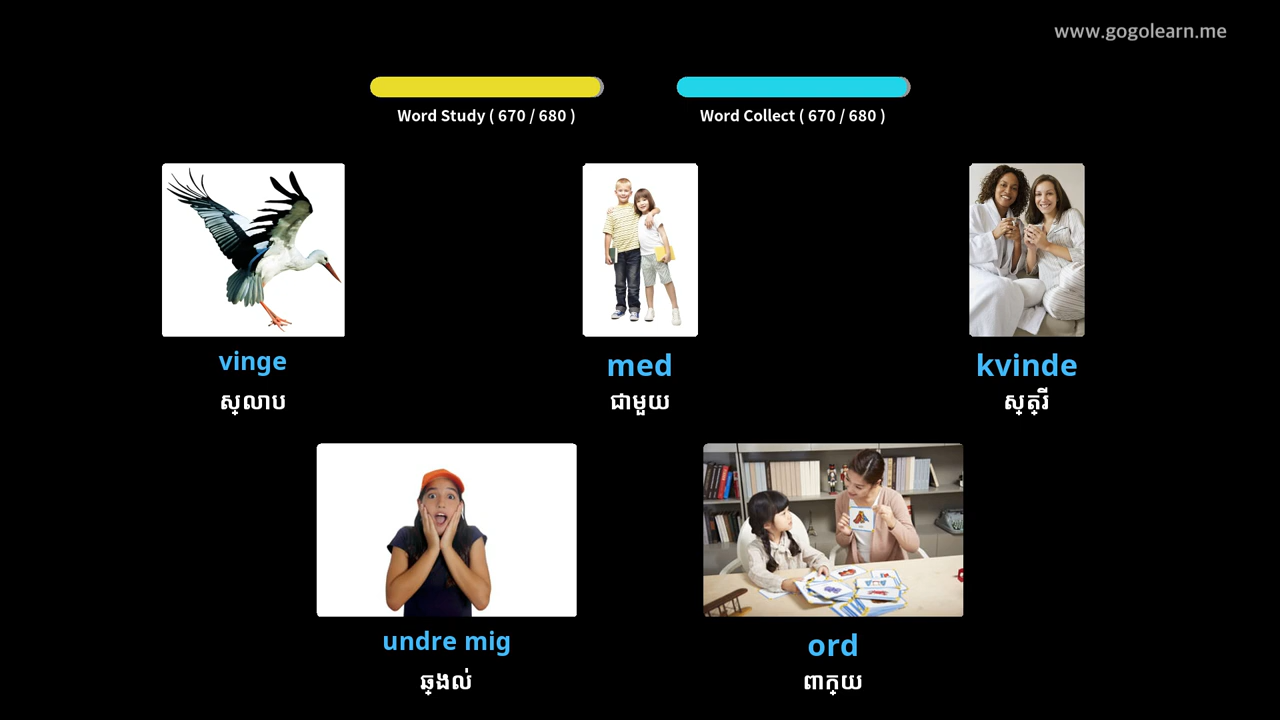 www.gogolearn.me
Word Study ( 670 / 680 )
Word Collect ( 670 / 680 )
vinge
ស្លាប
med
ជាមួយ
kvinde
ស្ត្រី
undre mig
ឆ្ងល់
ord
ពាក្យ